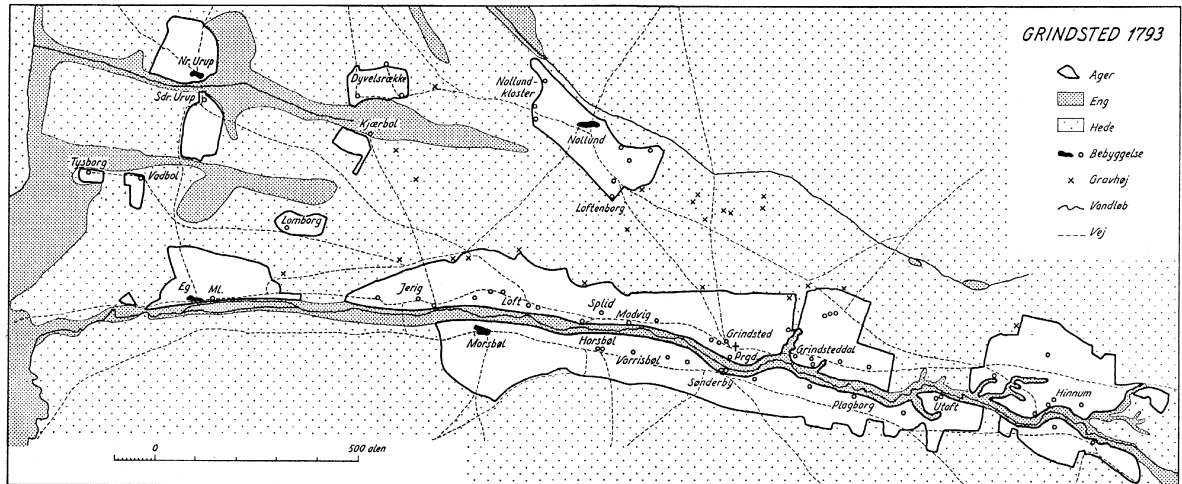 GRINDSTED 1793
Ager
Eng
Hede
Bebyggelse
Gravhøj
Vandløb
Vej
Nr. Urup
Sdr. Urup
Dyvelsrække
Kjærbøl
Nollund-
kloster
Nollund
Loftenborg
Tysborg
Vadbøl
Lomborg
Eg
Ml.
Jerig
Loft
Splid
Modvig
Grindsted
Prgd
Grindsteddal
Morsbøl
Horsbøl
Vorrisbøl
Sønderby
Plagborg
Utoft
Hinnum
0
500 alen